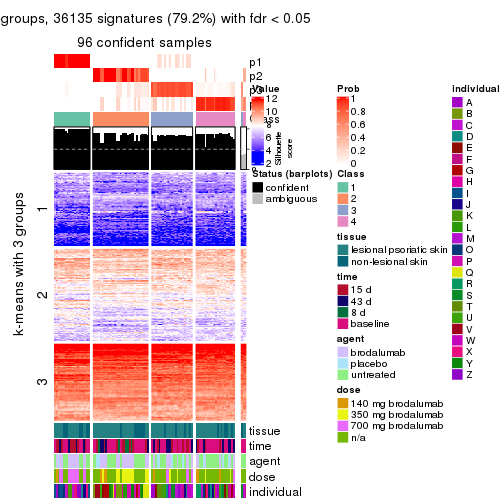 groups, 36135 signatures (79.2%) with fdr < 0.05
96 confident samples
p1
p2
k-means with 3 groups
1
2
3
tissue
time
agent
dose
individual
Value
12
10
8
6
4
2
Silhouette
score
Status (barplots)
confident
ambiguous
Prob
1
0.8
0.6
0.4
0.2
0
Class
1
2
3
4
tissue
lesional psoriatic skin
non-lesional skin
time
15 d
43 d
8 d
baseline
agent
brodalumab
placebo
untreated
dose
140 mg brodalumab
350 mg brodalumab
700 mg brodalumab
n/a
individual
A
B
C
D
E
F
G
H
I
J
K
L
M
O
P
Q
R
S
T
U
V
W
X
Y
Z